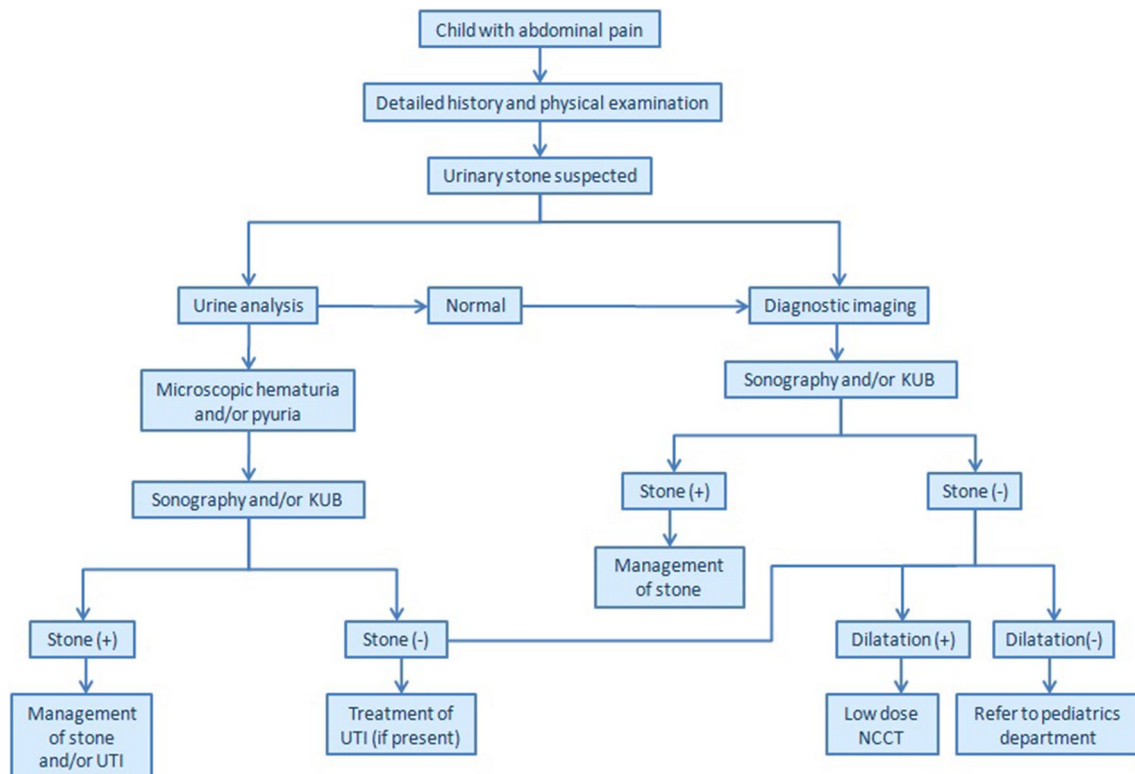 Child with abdominal pain
Detailed history and physical examination
Urinary stone suspected
Urine analysis
Normal
Diagnostic imaging
Microscopic hematuria
and/or pyuria
Sonography and/or KUB
Sonography and/or KUB
Stone (+)
Stone (-)
Management
of stone
Stone (+)
Stone (-)
Dilatation (+)
Dilatation(-)
Management
of stone
and/or UTI
Treatment of
UTI (if present)
Low dose
NCCT
Refer to pediatrics
department